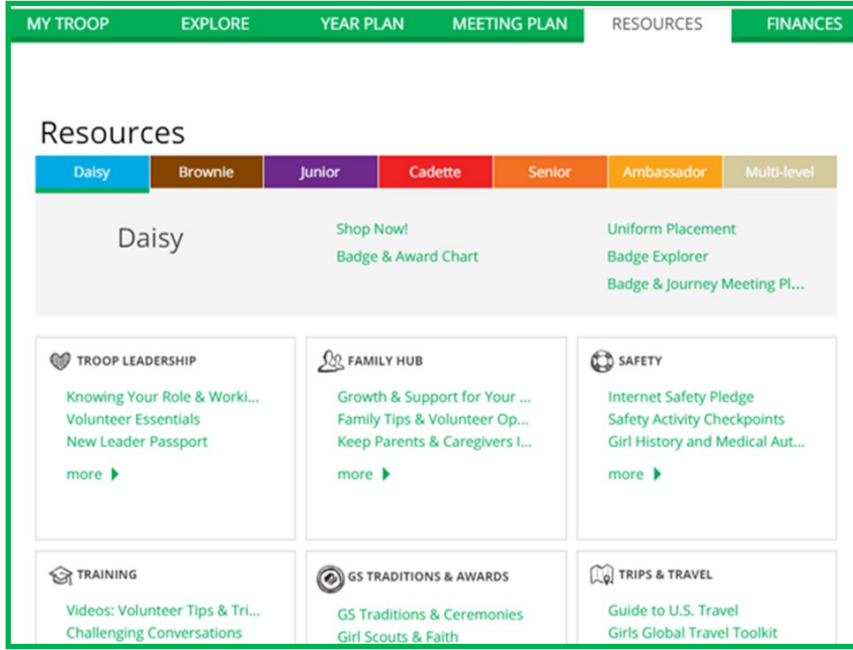 MY TROOP EXPLORE YEAR PLAN MEETING PLAN RESOURCES FINANCES
Resources
Daisy Brownie Junior Cadette Senior Ambassador Multi-level
Daisy
Shop Now!
Badge & Award Chart
Uniform Placement
Badge Explorer
Badge & Journey Meeting Pl...
TROOP LEADERSHIP
Knowing Your Role & Worki...
Volunteer Essentials
New Leader Passport
more
FAMILY HUB
Growth & Support for Your ...
Family Tips & Volunteer Op...
Keep Parents & Caregivers I...
more
SAFETY
Internet Safety Pledge
Safety Activity Checkpoints
Girl History and Medical Aut...
more
TRAINING
Videos: Volunteer Tips & Tri...
Challenging Conversations
GS TRADITIONS & AWARDS
GS Traditions & Ceremonies
Girl Scouts & Faith
TRIPS & TRAVEL
Guide to U.S. Travel
Girls Global Travel Toolkit